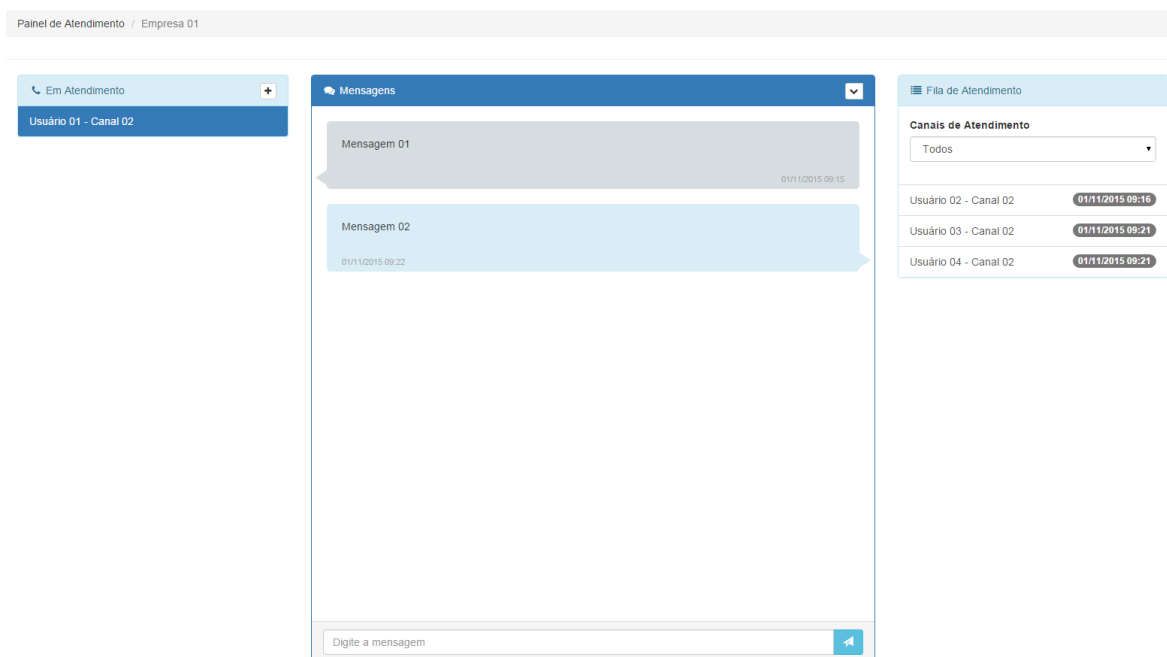 Painel de Atendimento / Empresa 01
Em Atendimento
Usuário 01 - Canal 02
Mensagens
Mensagem 01
01/11/2015 09:15
Mensagem 02
01/11/2015 09:22
Digite a mensagem
Fila de Atendimento
Canais de Atendimento
Todos
Usuário 02 - Canal 02 01/11/2015 09:16
Usuário 03 - Canal 02 01/11/2015 09:21
Usuário 04 - Canal 02 01/11/2015 09:21